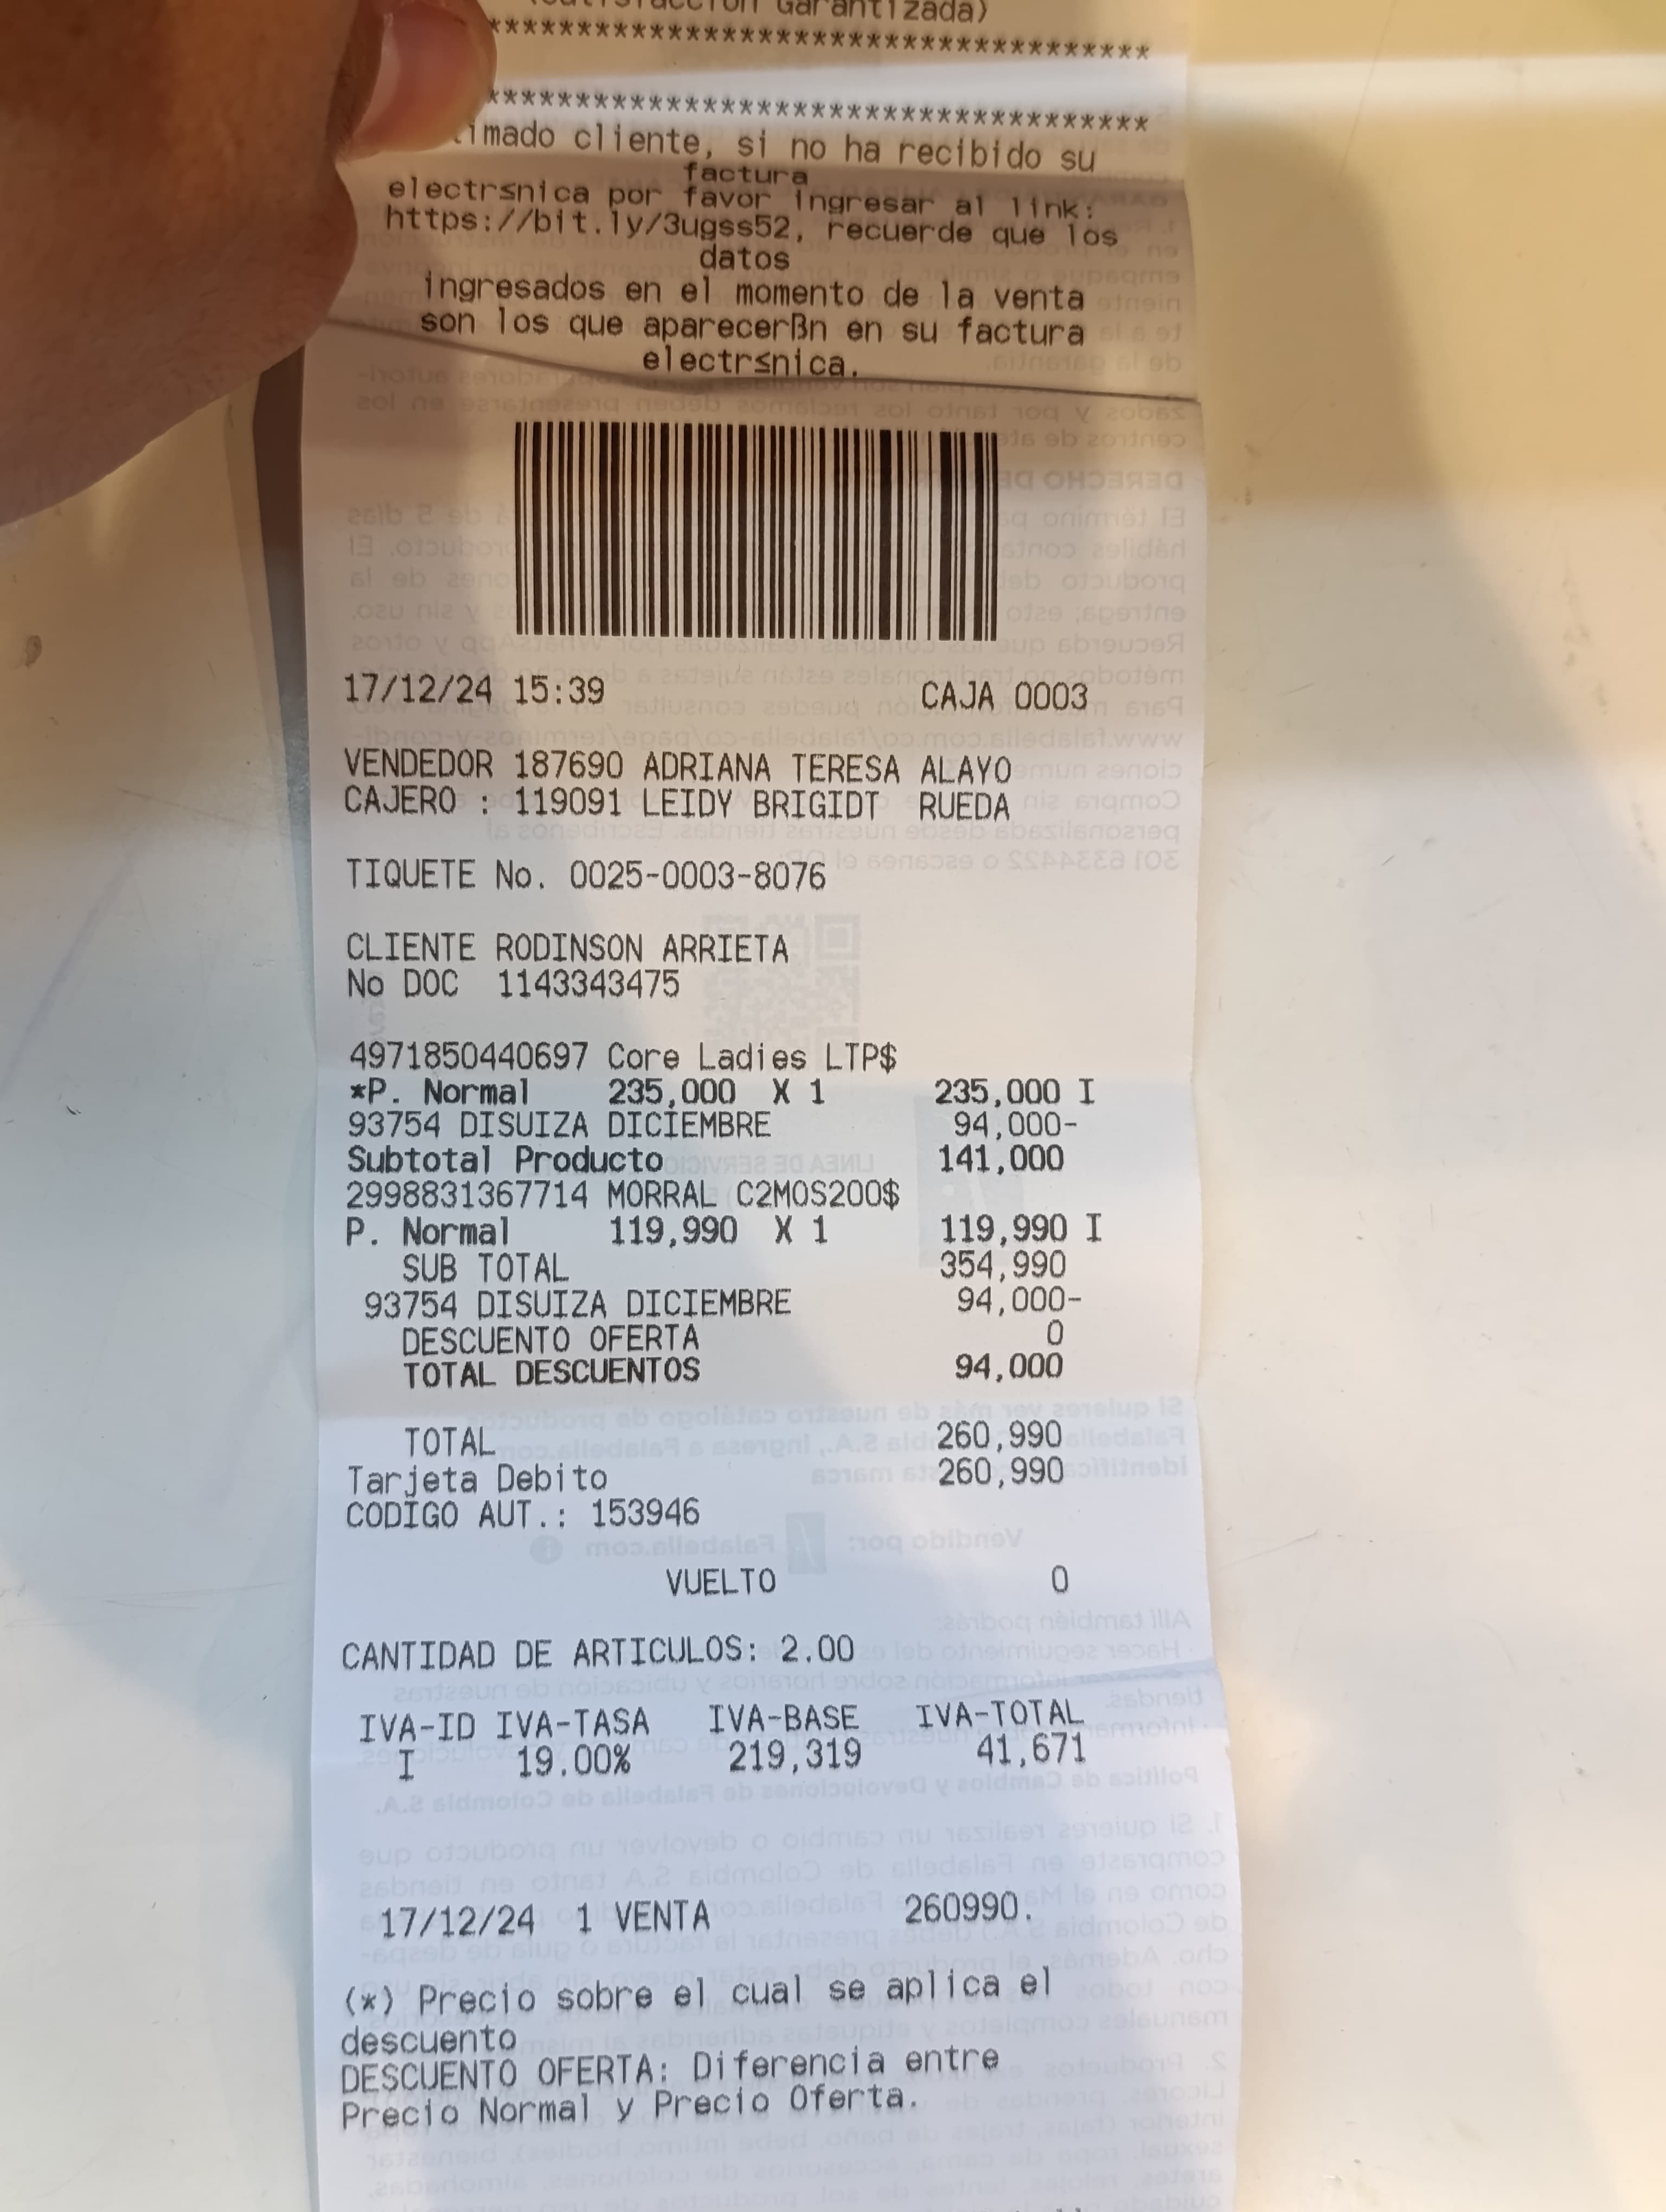 Garantizada)
************************************
************************************
timado cliente, si no ha recibido su
factura
electr≤nica por favor ingresar al link:
https://bit.ly/3ugss52, recuerde que los
datos
ingresados en el momento de la venta
son los que aparecerßn en su factura
electr≤nica.
17/12/24 15:39 CAJA 0003
VENDEDOR 187690 ADRIANA TERESA ALAYO
CAJERO : 119091 LEIDY BRIGIDT RUEDA
TIQUETE No. 0025-0003-8076
CLIENTE RODINSON ARRIETA
No DOC 1143343475
4971850440697 Core Ladies LTP$
*P. Normal 235,000 X 1 235,000 I
93754 DISUIZA DICIEMBRE 94,000-
Subtotal Producto 141,000
2998831367714 MORRAL C2MOS200$
P. Normal 119,990 X 1 119,990 I
SUB TOTAL 354,990
93754 DISUIZA DICIEMBRE 94,000-
DESCUENTO OFERTA 0
TOTAL DESCUENTOS 94,000
TOTAL 260,990
Tarjeta Debito 260,990
CODIGO AUT.: 153946
VUELTO 0
CANTIDAD DE ARTICULOS: 2.00
IVA-ID IVA-TASA IVA-BASE IVA-TOTAL
I 19.00% 219,319 41,671
17/12/24 1 VENTA 260990.
(*) Precio sobre el cual se aplica el
descuento
DESCUENTO OFERTA: Diferencia entre
Precio Normal y Precio Oferta.